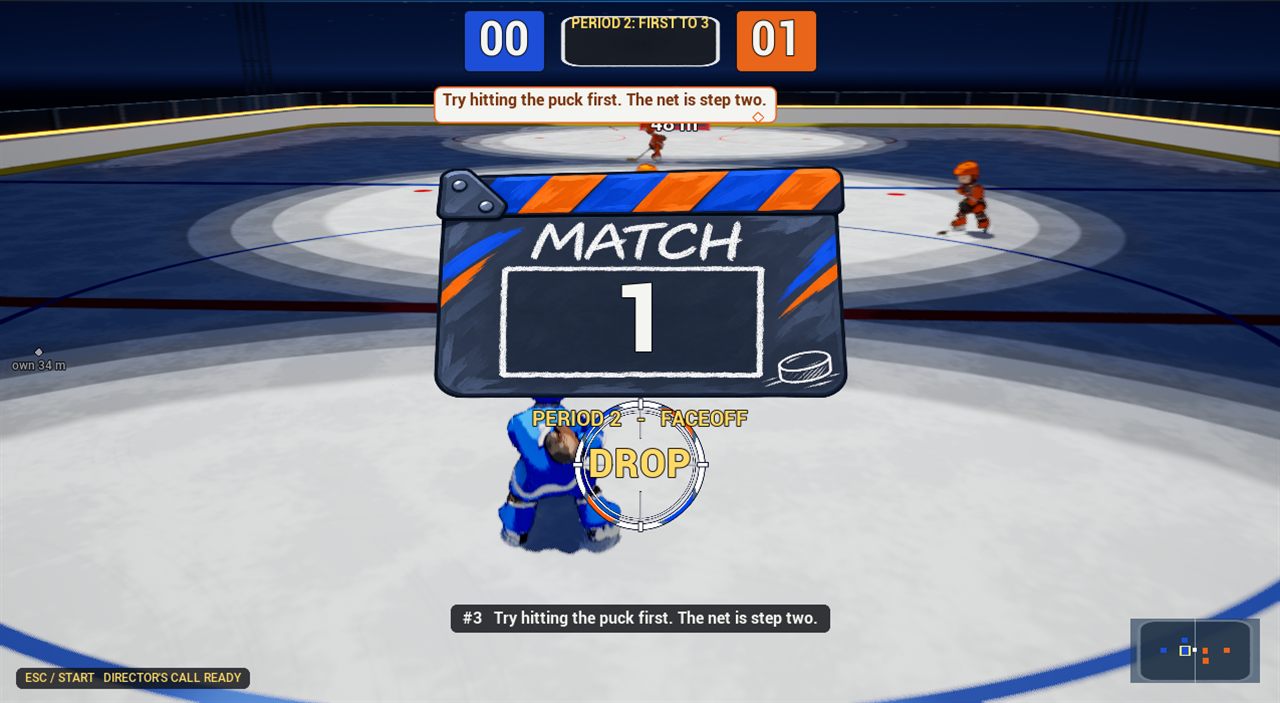 00
PERIOD 2: FIRST TO 3
01
Try hitting the puck first. The net is step two.
48 m
MATCH
1
own 34 m
PERIOD 2 - FACEOFF
DROP
#3 Try hitting the puck first. The net is step two.
ESC / START DIRECTOR'S CALL READY